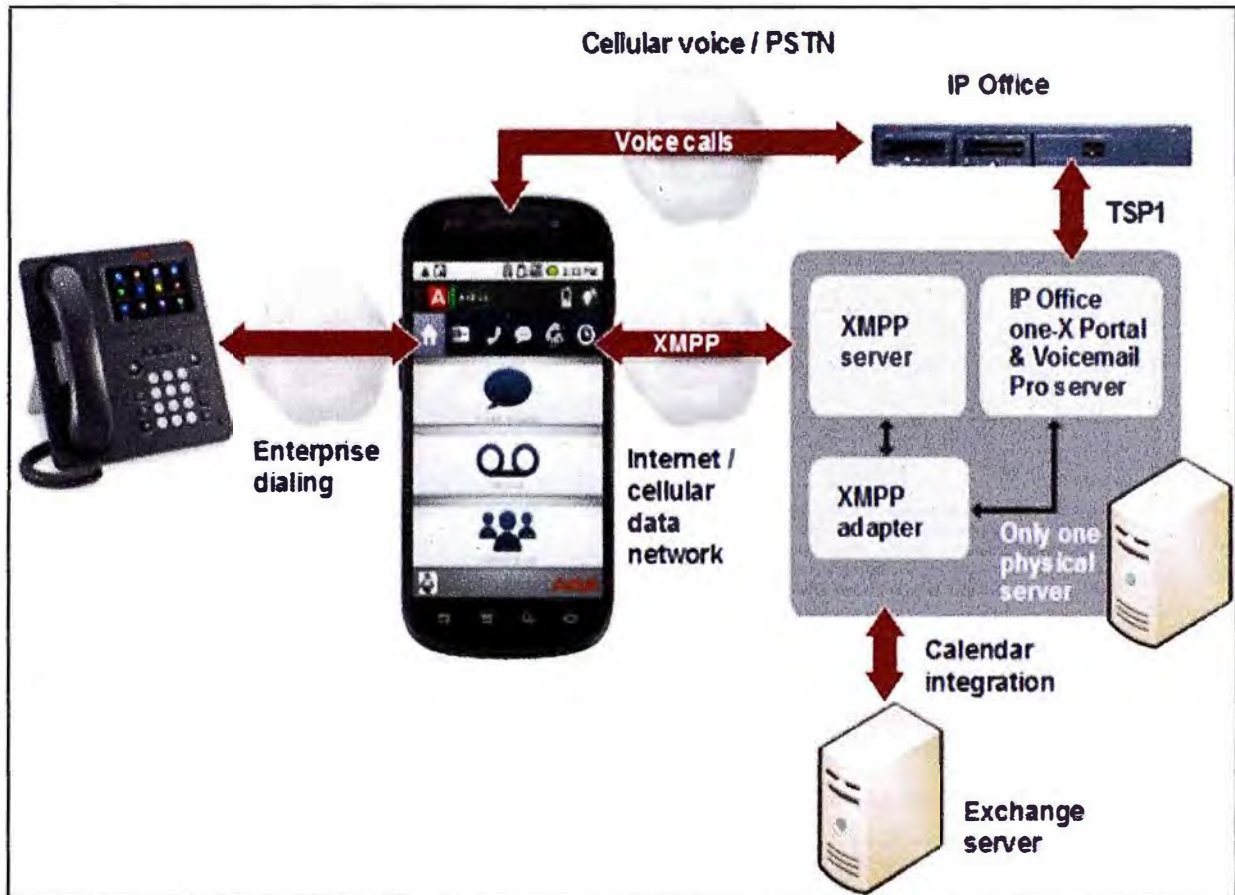 Cellular voice / PSTN
IP Office
Voice calls
TSP1
A
XMPP
XMPP
server
IP Office
one-X Portal
& Voicemail
Pro server
Enterprise
dialing
Internet /
cellular
data
network
XMPP
adapter
Only one
physical
server
Calendar
integration
Exchange
server